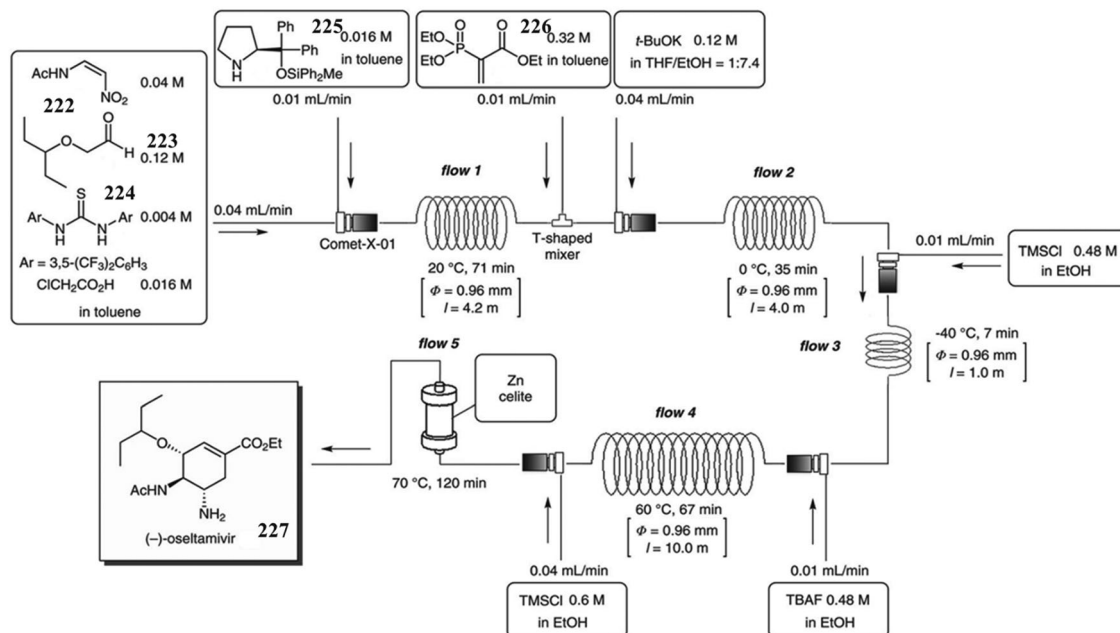 AcHN
NO2
0.04 M
222
O
O
H
223
0.12 M
224
S
Ar
N
H
N
H
Ar
0.004 M
Ar = 3,5-(CF3)2C6H3
ClCH2CO2H 0.016 M
in toluene
0.04 mL/min
N
H
Ph
Ph
OSiPh2Me
225
0.016 M
in toluene
0.01 mL/min
Comet-X-01
flow 1
20 °C, 71 min
Φ = 0.96 mm
l = 4.2 m
EtO
EtO
O
P
O
OEt
226
0.32 M
in toluene
0.01 mL/min
T-shaped
mixer
t-BuOK 0.12 M
in THF/EtOH = 1:7.4
0.04 mL/min
flow 2
0 °C, 35 min
Φ = 0.96 mm
l = 4.0 m
0.01 mL/min
TMSCl 0.48 M
in EtOH
flow 3
-40 °C, 7 min
Φ = 0.96 mm
l = 1.0 m
TBAF 0.48 M
in EtOH
0.01 mL/min
flow 4
60 °C, 67 min
Φ = 0.96 mm
l = 10.0 m
TMSCl 0.6 M
in EtOH
0.04 mL/min
flow 5
Zn
celite
70 °C, 120 min
O
CO2Et
AcHN
NH2
(–)-oseltamivir
227